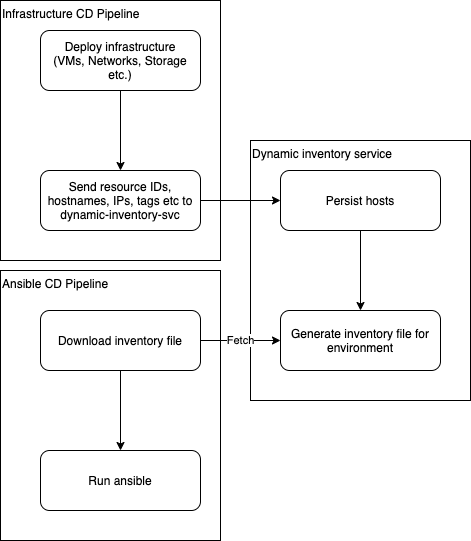 Infrastructure CD Pipeline
Deploy infrastructure
(VMs, Networks, Storage
etc.)
Send resource IDs,
hostnames, IPs, tags etc to
dynamic-inventory-svc
Dynamic inventory service
Persist hosts
Generate inventory file for
environment
Ansible CD Pipeline
Download inventory file
Fetch
Run ansible